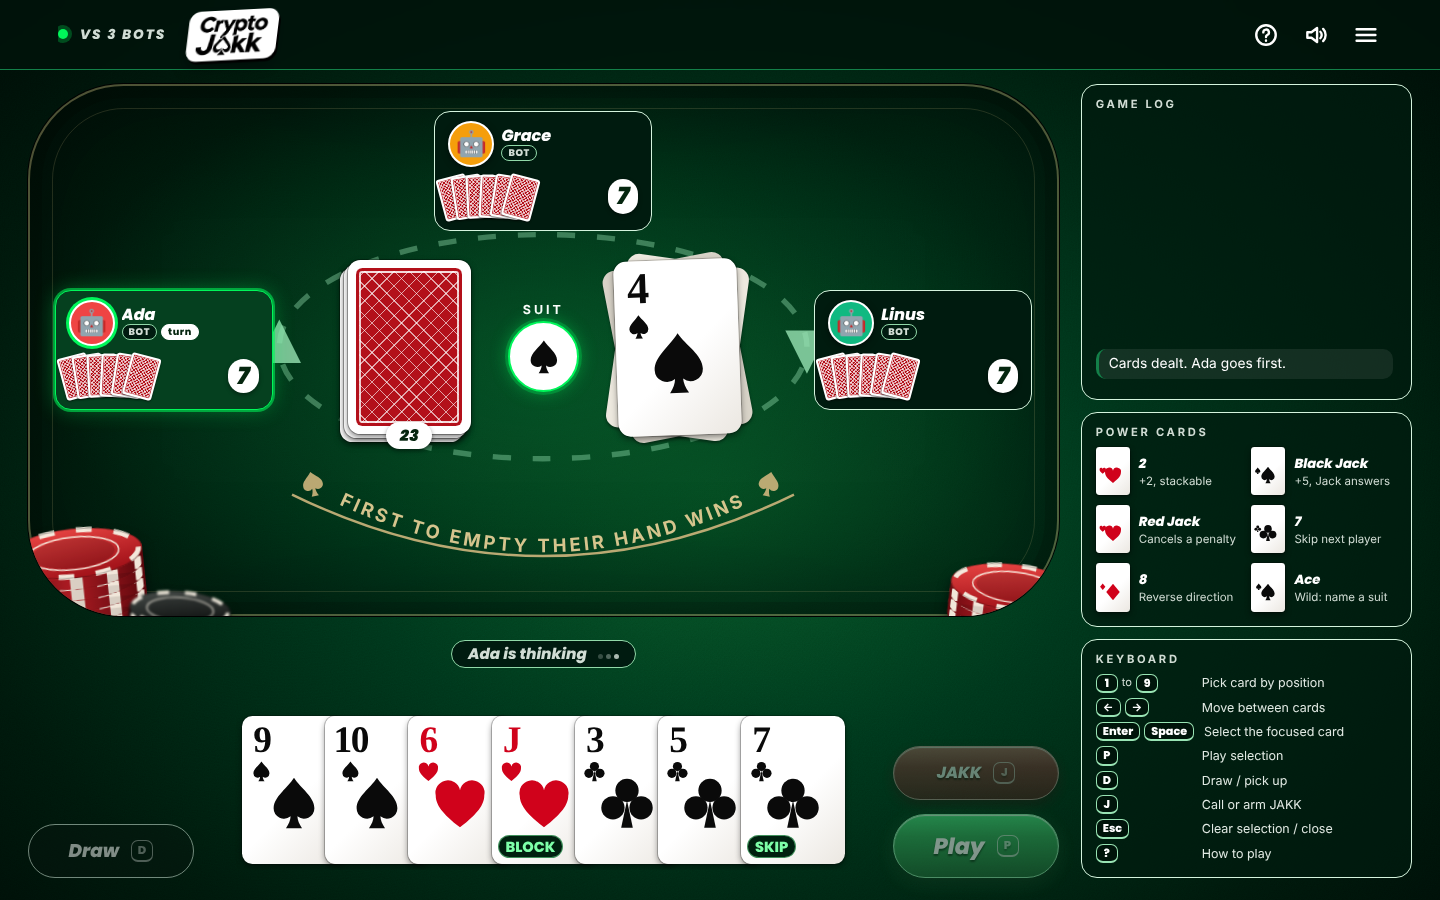 VS 3 BOTS
Crypto
Jakk
Grace
BOT
7
Ada
BOT turn
7
23
SUIT
4
Linus
BOT
7
FIRST TO EMPTY THEIR HAND WINS
Ada is thinking
9
10
6
J
BLOCK
3
5
7
SKIP
Draw D
JAKK J
Play P
GAME LOG
Cards dealt. Ada goes first.
POWER CARDS
2
+2, stackable
Black Jack
+5, Jack answers
Red Jack
Cancels a penalty
7
Skip next player
8
Reverse direction
Ace
Wild: name a suit
KEYBOARD
1 to 9 Pick card by position
← → Move between cards
Enter Space Select the focused card
P Play selection
D Draw / pick up
J Call or arm JAKK
Esc Clear selection / close
? How to play